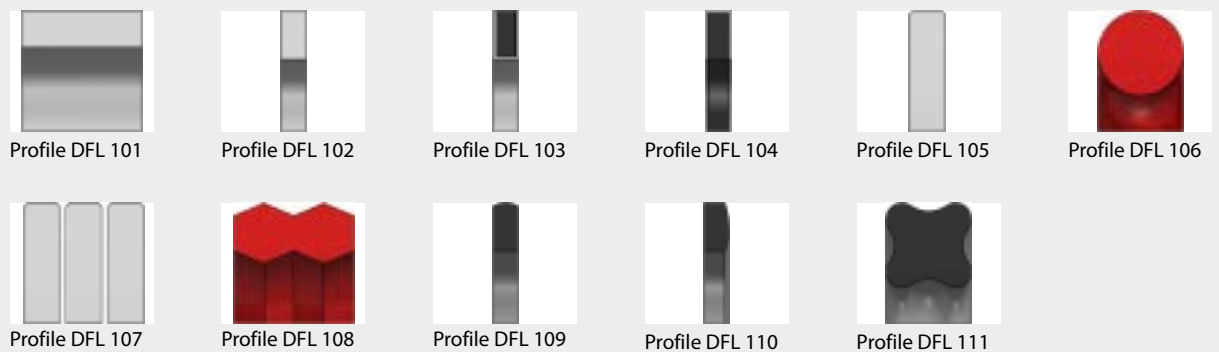 Profile DFL 101
Profile DFL 102
Profile DFL 103
Profile DFL 104
Profile DFL 105
Profile DFL 106
Profile DFL 107
Profile DFL 108
Profile DFL 109
Profile DFL 110
Profile DFL 111